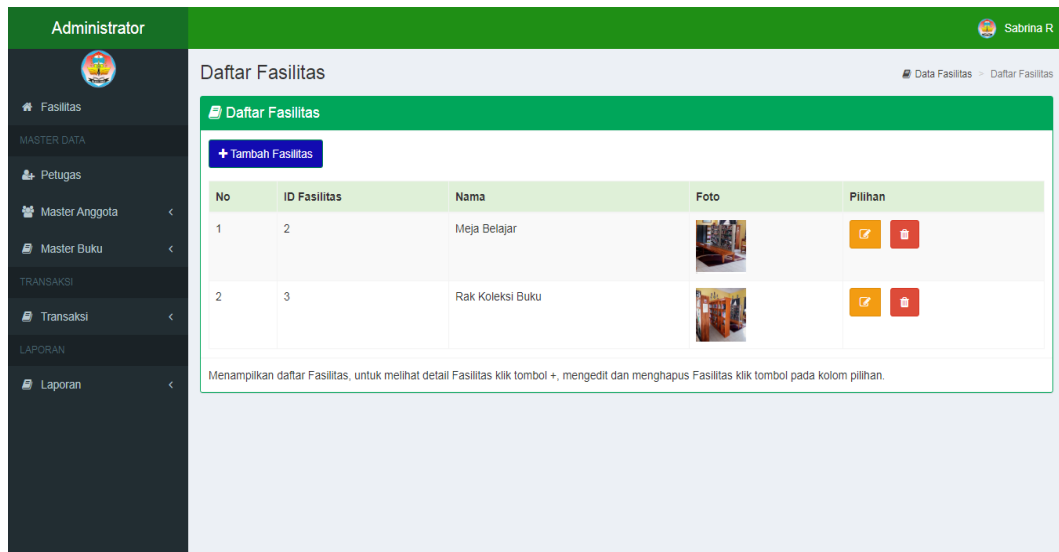 Administrator
Sabrina R
Daftar Fasilitas
Data Fasilitas > Daftar Fasilitas
Fasilitas
MASTER DATA
Petugas
Master Anggota
Master Buku
TRANSAKSI
Transaksi
LAPORAN
Laporan
Daftar Fasilitas
+ Tambah Fasilitas
No ID Fasilitas Nama Foto Pilihan
1 2 Meja Belajar
2 3 Rak Koleksi Buku
Menampilkan daftar Fasilitas, untuk melihat detail Fasilitas klik tombol +, mengedit dan menghapus Fasilitas klik tombol pada kolom pilihan.